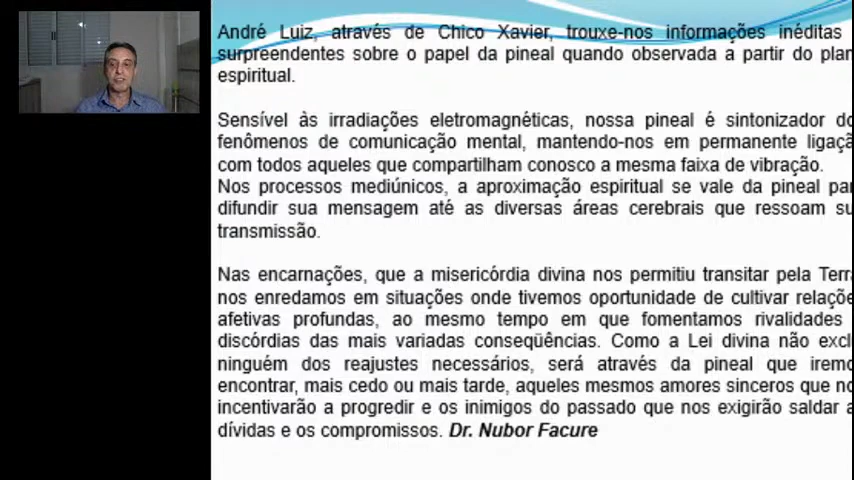 André Luiz, através de Chico Xavier, trouxe-nos informações inéditas
surpreendentes sobre o papel da pineal quando observada a partir do
espiritual.
Sensível às irradiações eletromagnéticas, nossa pineal é sintonizador
fenômenos de comunicação mental, mantendo-nos em permanente
com todos aqueles que compartilham conosco a mesma faixa de vibração.
Nos processos mediúnicos, a aproximação espiritual se vale da pineal
difundir sua mensagem até as diversas áreas cerebrais que ressoam
transmissão.
Nas encarnações, que a misericórdia divina nos permitiu transitar pela
nos enredamos em situações onde tivemos oportunidade de cultivar
afetivas profundas, ao mesmo tempo em que fomentamos rivalidades
discórdias das mais variadas conseqüências. Como a Lei divina não
ninguém dos reajustes necessários, será através da pineal que
encontrar, mais cedo ou mais tarde, aqueles mesmos amores sinceros que
incentivarão a progredir e os inimigos do passado que nos exigirão saldar
dívidas e os compromissos. Dr. Nubor Facure